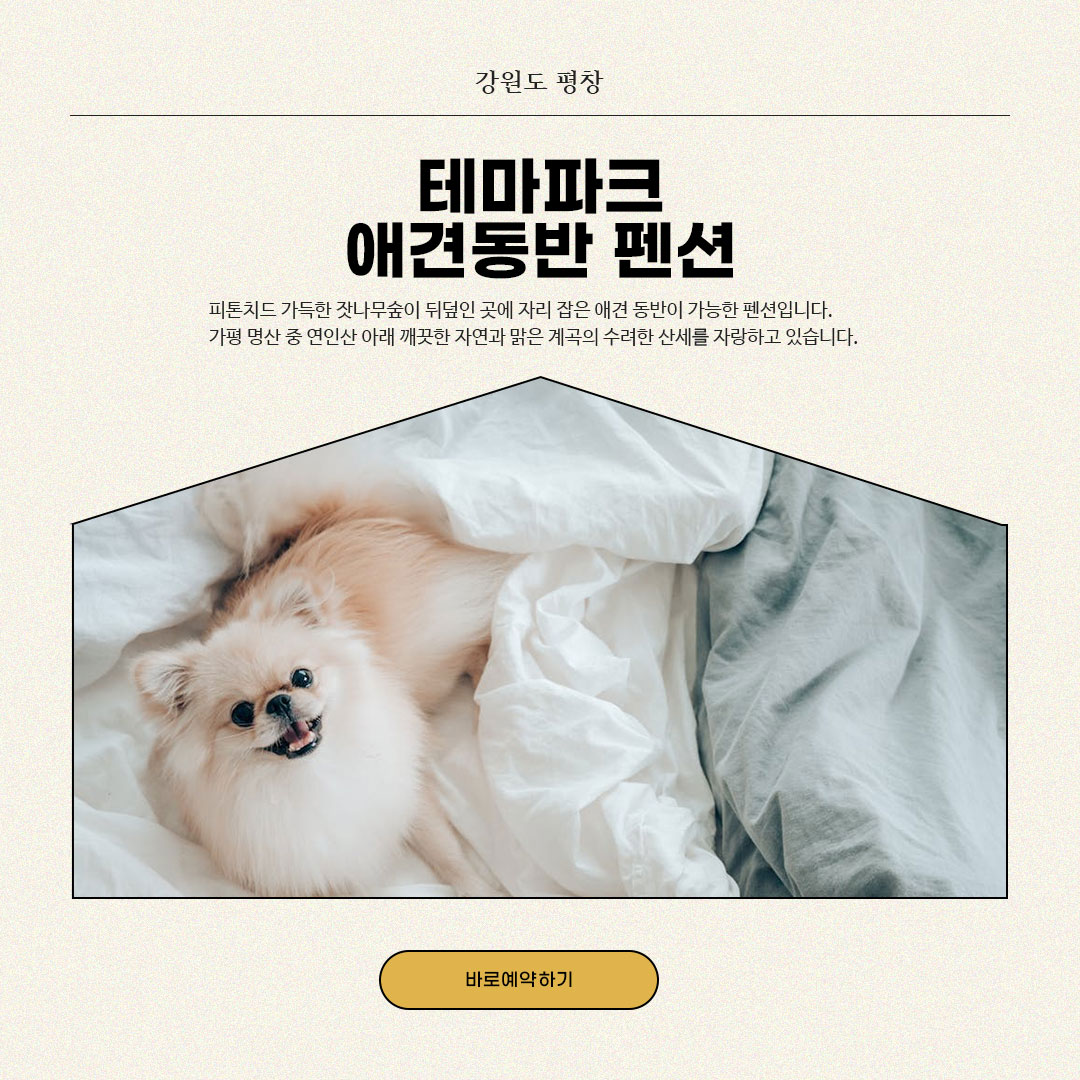 강원도 평창
테마파크
애견동반 펜션
피톤치드 가득한 잣나무숲이 뒤덮인 곳에 자리 잡은 애견 동반이 가능한 펜션입니다.
가평 명산 중 연인산 아래 깨끗한 자연과 맑은 계곡의 수려한 산세를 자랑하고 있습니다.
바로예약하기